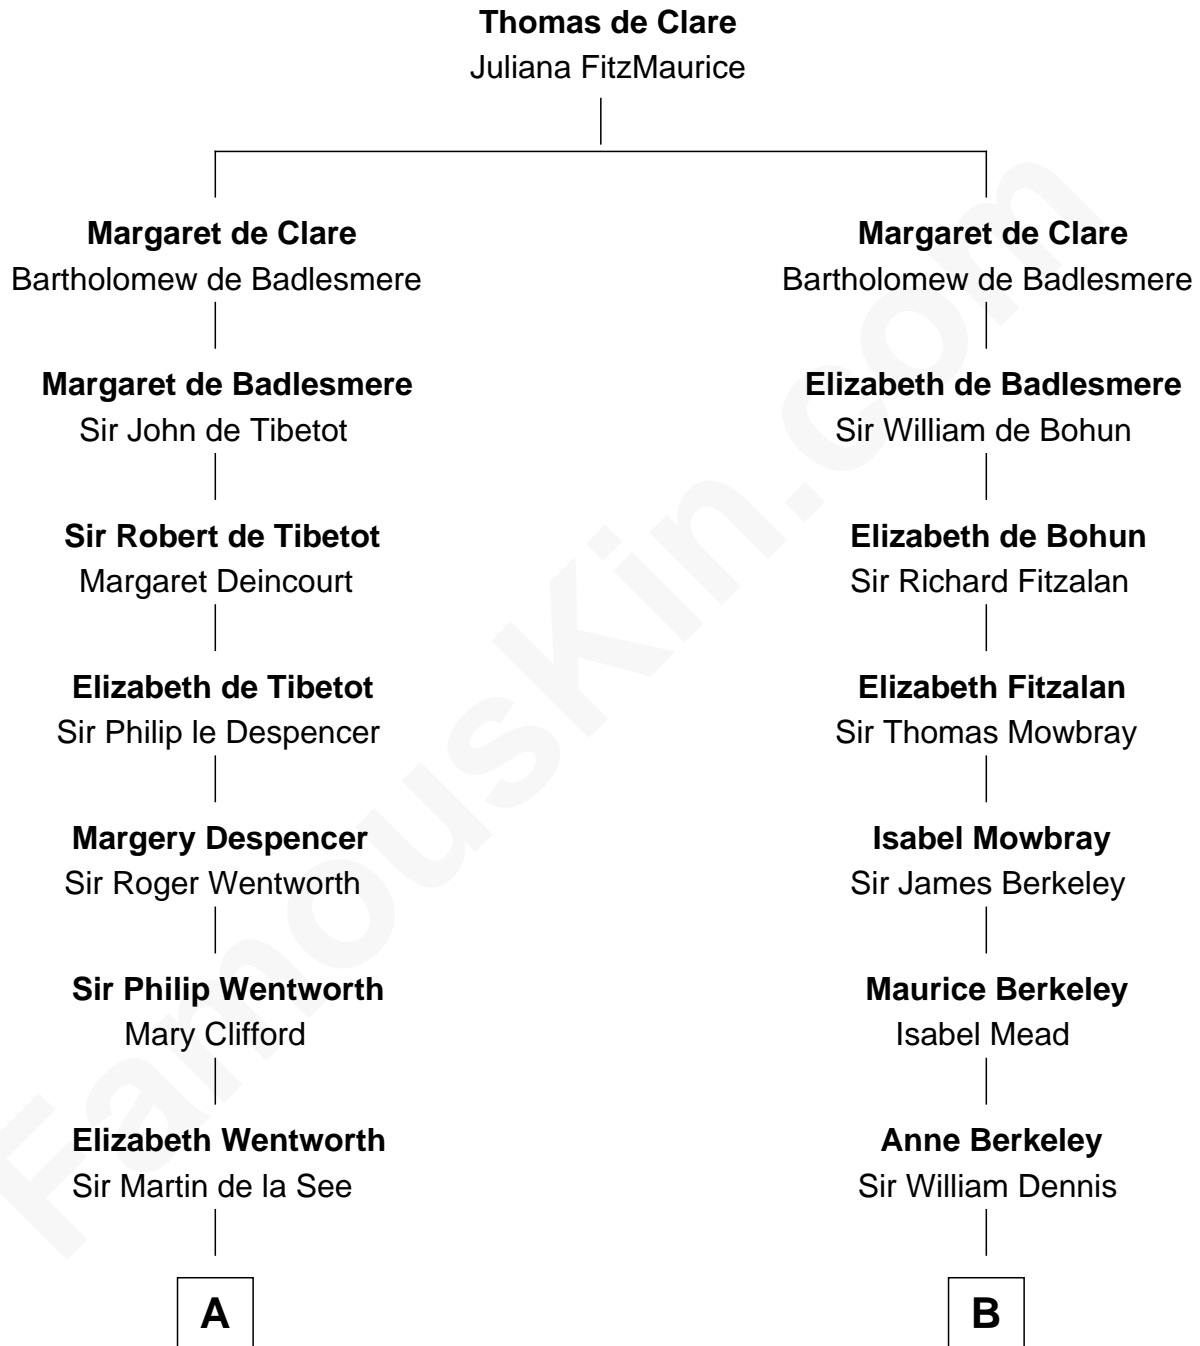 Thomas de Clare
Juliana FitzMaurice
Margaret de Clare
Bartholomew de Badlesmere
Margaret de Clare
Bartholomew de Badlesmere
Margaret de Badlesmere
Sir John de Tibetot
Elizabeth de Badlesmere
Sir William de Bohun
Sir Robert de Tibetot
Margaret Deincourt
Elizabeth de Bohun
Sir Richard Fitzalan
Elizabeth de Tibetot
Sir Philip le Despencer
Elizabeth Fitzalan
Sir Thomas Mowbray
Margery Despencer
Sir Roger Wentworth
Isabel Mowbray
Sir James Berkeley
Sir Philip Wentworth
Mary Clifford
Maurice Berkeley
Isabel Mead
Elizabeth Wentworth
Sir Martin de la See
Anne Berkeley
Sir William Dennis
A
B
FamousKin.com